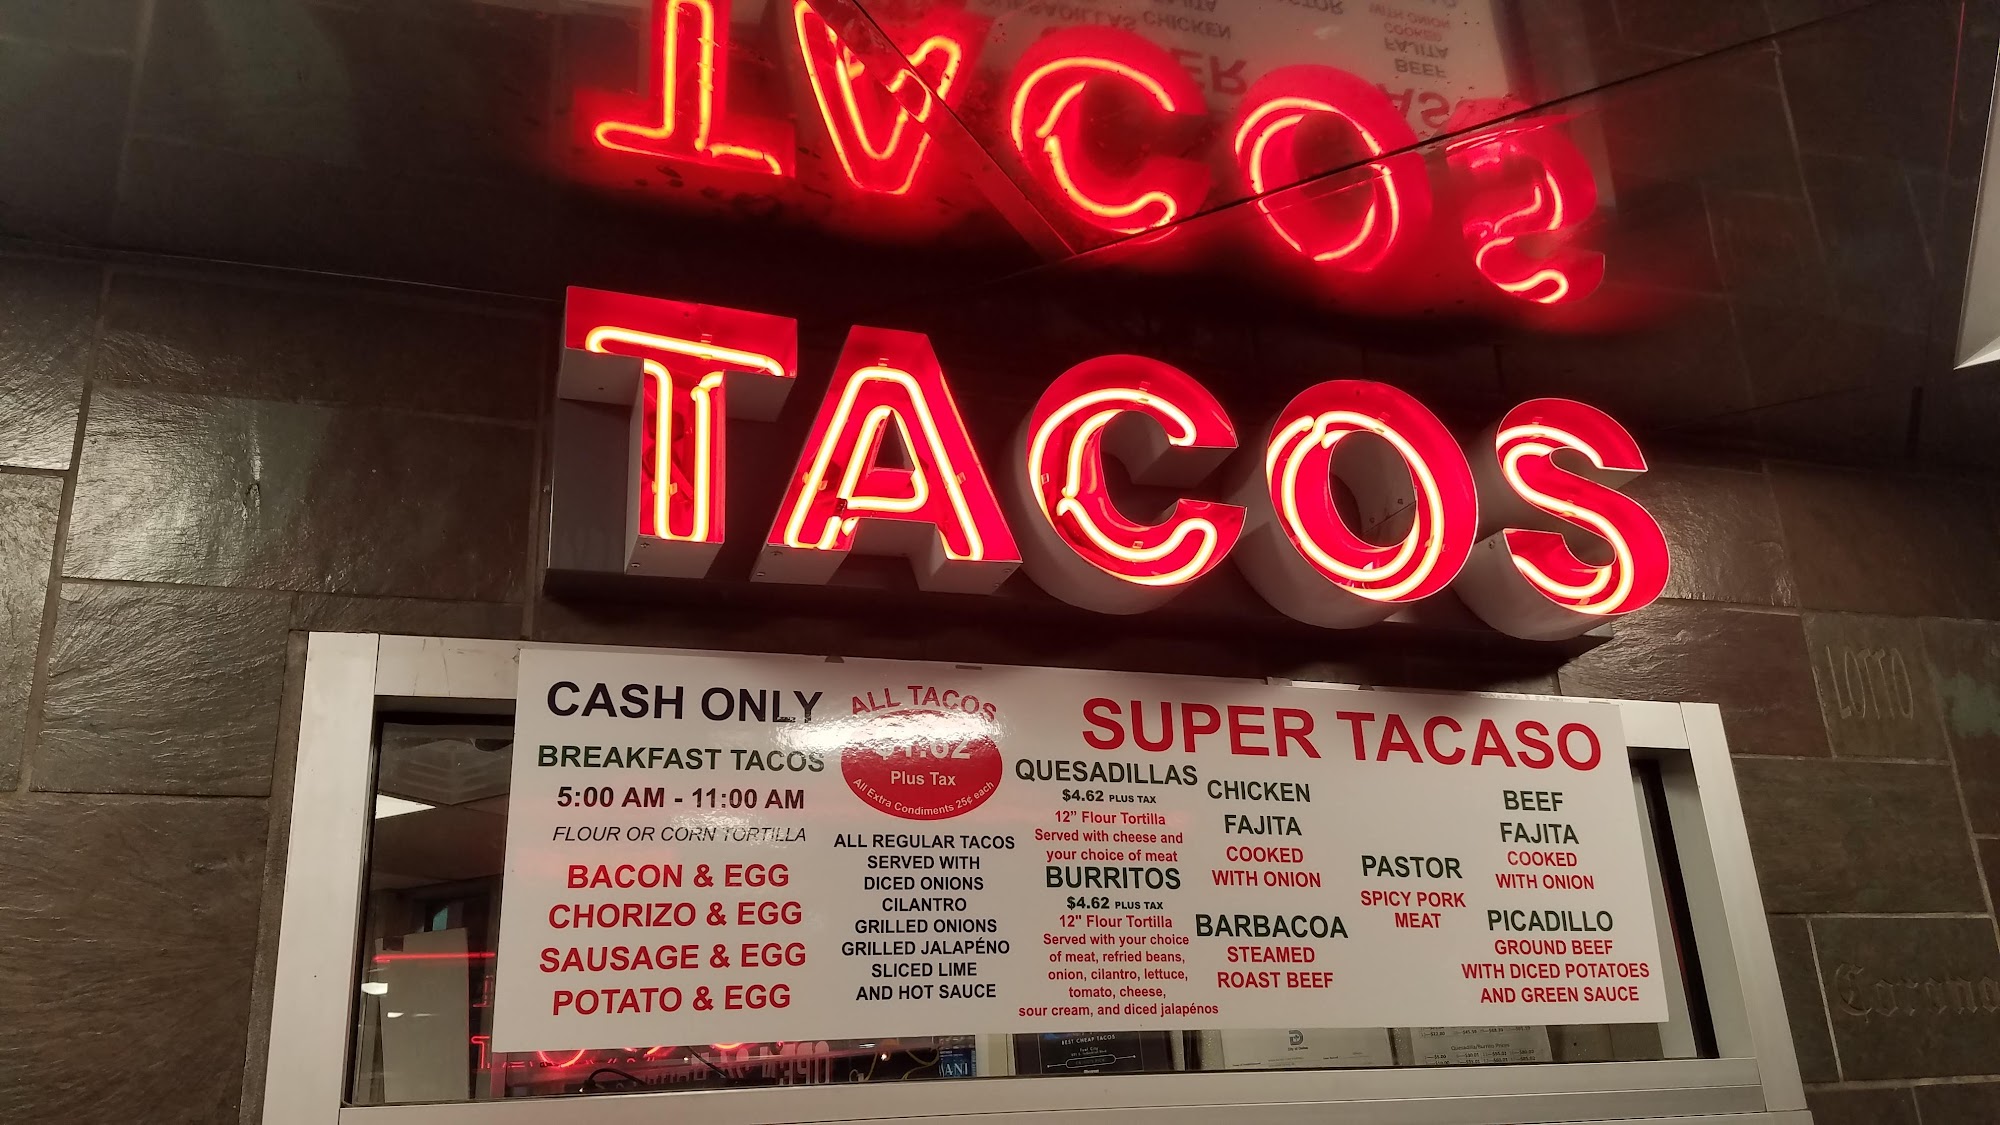 TACOS
CASH ONLY
BREAKFAST TACOS
5:00 AM - 11:00 AM
FLOUR OR CORN TORTILLA
BACON & EGG
CHORIZO & EGG
SAUSAGE & EGG
POTATO & EGG
ALL TACOS
Plus Tax
All Extra Condiments 25¢ each
ALL REGULAR TACOS
SERVED WITH
DICED ONIONS
CILANTRO
GRILLED ONIONS
GRILLED JALAPÉNO
SLICED LIME
AND HOT SAUCE
SUPER TACASO
QUESADILLAS
$4.62 PLUS TAX
12” Flour Tortilla
Served with cheese and
your choice of meat
BURRITOS
$4.62 PLUS TAX
12" Flour Tortilla
Served with your choice
of meat, refried beans,
onion, cilantro, lettuce,
tomato, cheese,
sour cream, and diced jalapénos
CHICKEN
FAJITA
COOKED
WITH ONION
BARBACOA
STEAMED
ROAST BEEF
PASTOR
SPICY PORK
MEAT
BEEF
FAJITA
COOKED
WITH ONION
PICADILLO
GROUND BEEF
WITH DICED POTATOES
AND GREEN SAUCE
LOTTO
Corona
BEST CHEAP TACOS
Fuel City